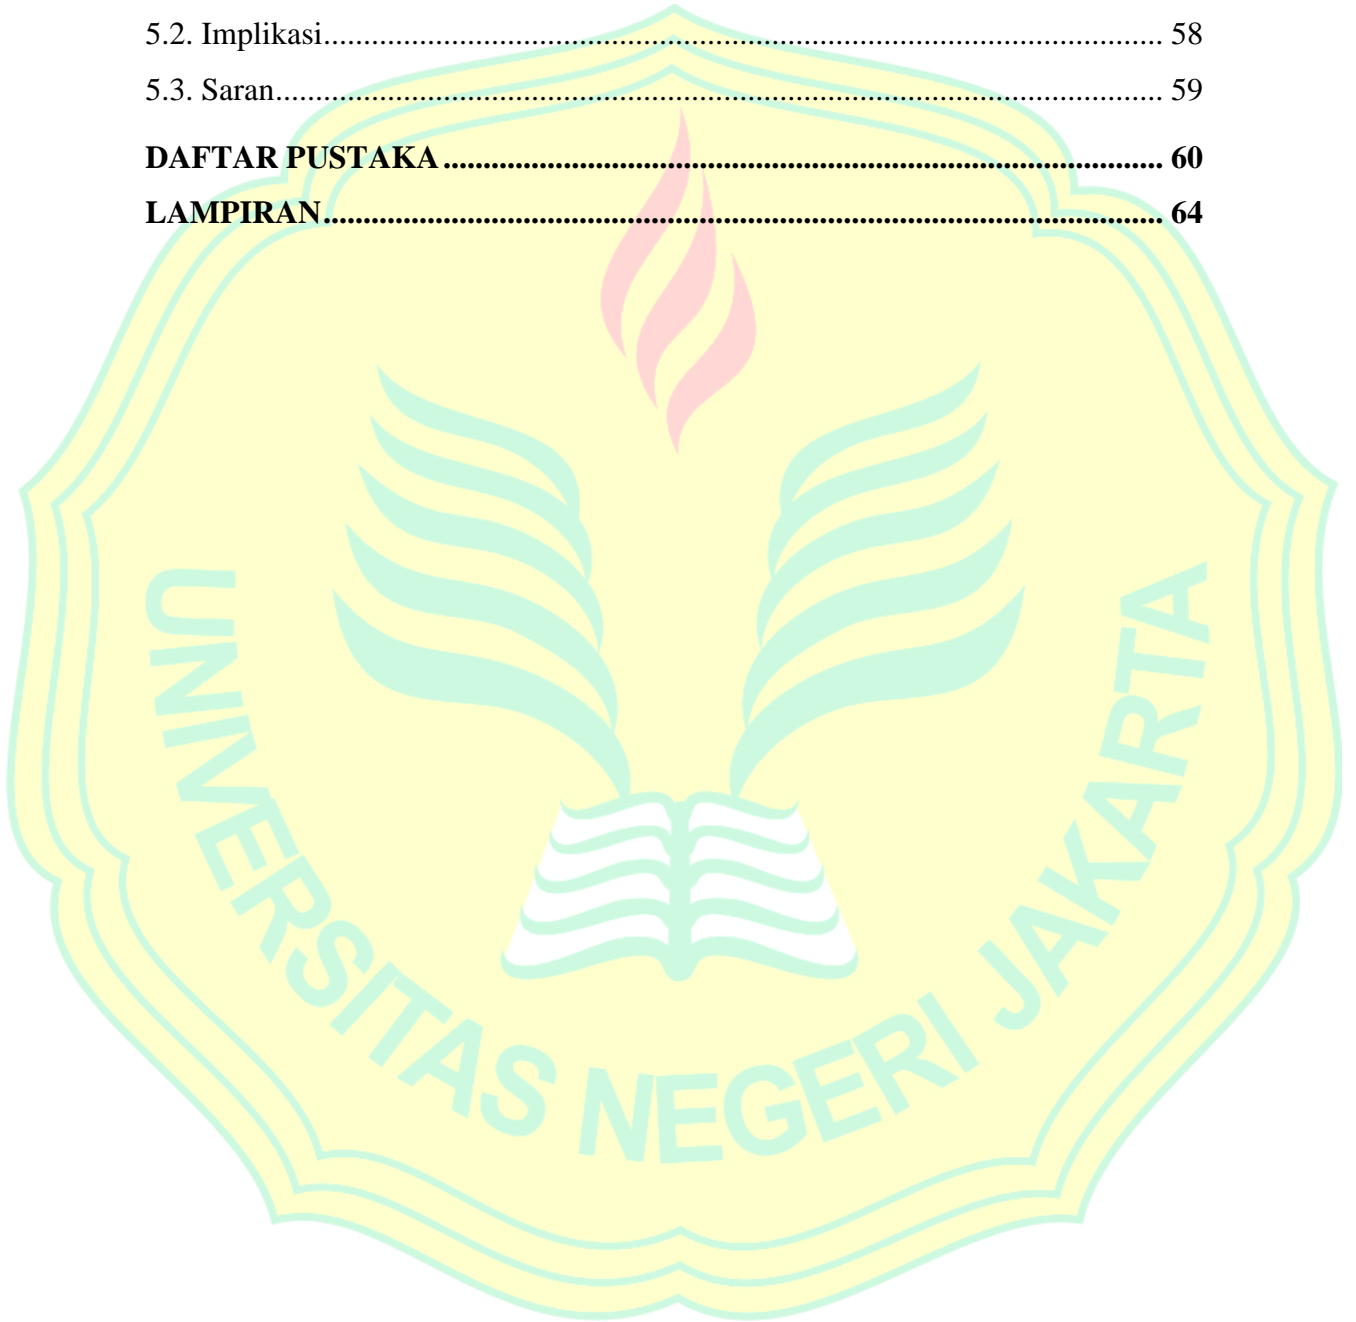 5.2. Implikasi........................................................................................ 58
5.3. Saran............................................................................................. 59
DAFTAR PUSTAKA.......................................................................................... 60
LAMPIRAN......................................................................................................... 64
UNIVERSITAS NEGERI JAKARTA